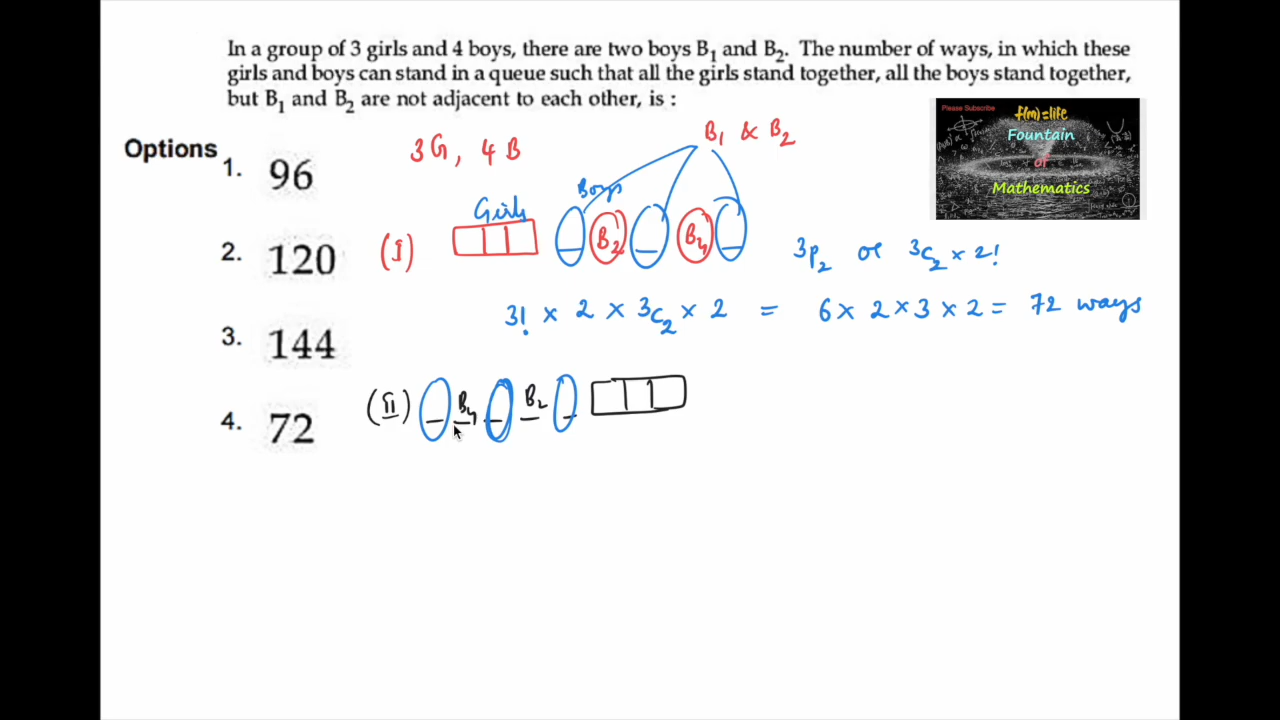 In a group of 3 girls and 4 boys, there are two boys B₁ and B₂. The number of ways, in which these
girls and boys can stand in a queue such that all the girls stand together, all the boys stand together,
but B₁ and B₂ are not adjacent to each other, is :
Please Subscribe
f(m)=life
Fountain
of
Mathematics
Options
1. 96
3G, 4B
B₁ & B₂
Girls
Boys
2. 120
(I)
B₂
B₄
³P₂ or ³C₂ × 2!
3! × 2 × ³C₂ × 2 = 6 × 2 × 3 × 2 = 72 ways
3. 144
(II)
B₄
B₂
4. 72